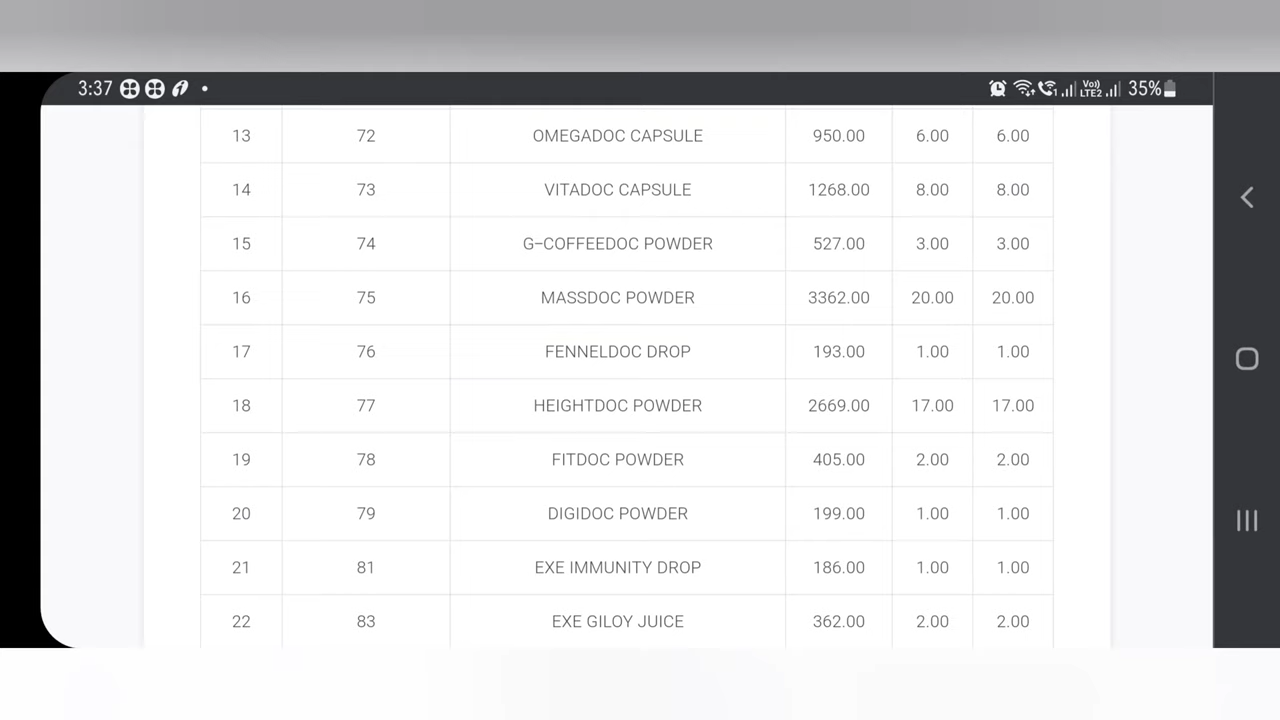 3:37 Vo)) LTE2 35%
13 72 OMEGADOC CAPSULE 950.00 6.00 6.00
14 73 VITADOC CAPSULE 1268.00 8.00 8.00
15 74 G-COFFEEDOC POWDER 527.00 3.00 3.00
16 75 MASSDOC POWDER 3362.00 20.00 20.00
17 76 FENNELDOC DROP 193.00 1.00 1.00
18 77 HEIGHTDOC POWDER 2669.00 17.00 17.00
19 78 FITDOC POWDER 405.00 2.00 2.00
20 79 DIGIDOC POWDER 199.00 1.00 1.00
21 81 EXE IMMUNITY DROP 186.00 1.00 1.00
22 83 EXE GILOY JUICE 362.00 2.00 2.00